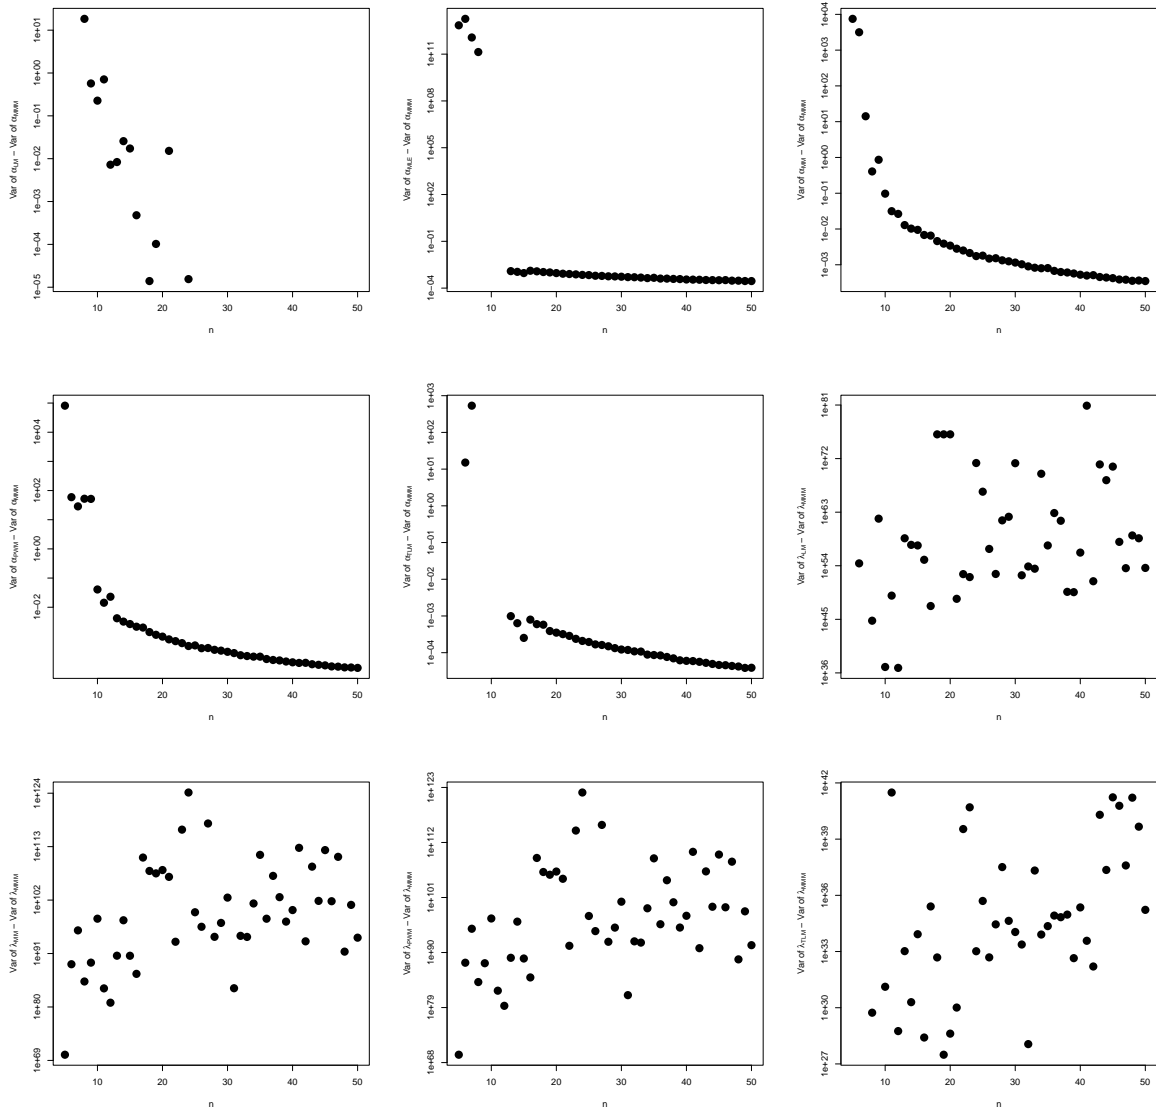 Var of αLM − Var of αMMM
1e−05 1e−04 1e−03 1e−02 1e−01 1e+00 1e+01
10 20 30 40 50
n
Var of αMLE − Var of αMMM
1e−04 1e−01 1e+02 1e+05 1e+08 1e+11
10 20 30 40 50
n
Var of αMM − Var of αMMM
1e−03 1e−02 1e−01 1e+00 1e+01 1e+02 1e+03 1e+04
10 20 30 40 50
n
Var of αPWM − Var of αMMM
1e−02 1e+00 1e+02 1e+04
10 20 30 40 50
n
Var of αTLM − Var of αMMM
1e−04 1e−03 1e−02 1e−01 1e+00 1e+01 1e+02 1e+03
10 20 30 40 50
n
Var of λLM − Var of λMMM
1e+36 1e+45 1e+54 1e+63 1e+72 1e+81
10 20 30 40 50
n
Var of λMM − Var of λMMM
1e+69 1e+80 1e+91 1e+102 1e+113 1e+124
10 20 30 40 50
n
Var of λPWM − Var of λMMM
1e+68 1e+79 1e+90 1e+101 1e+112 1e+123
10 20 30 40 50
n
Var of λTLM − Var of λMMM
1e+27 1e+30 1e+33 1e+36 1e+39 1e+42
10 20 30 40 50
n